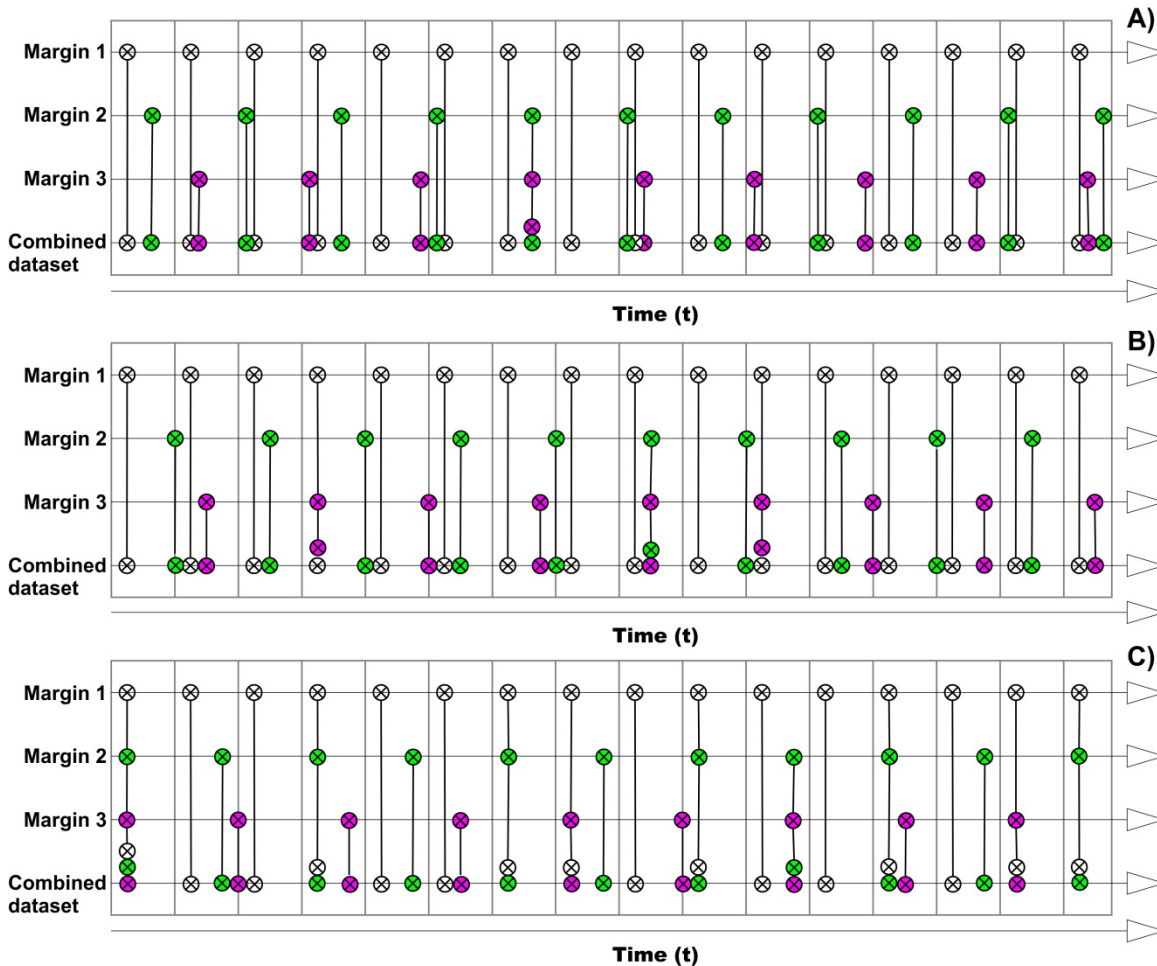 A)
Margin 1
Margin 2
Margin 3
Combined
dataset
Time (t)
B)
Margin 1
Margin 2
Margin 3
Combined
dataset
Time (t)
C)
Margin 1
Margin 2
Margin 3
Combined
dataset
Time (t)